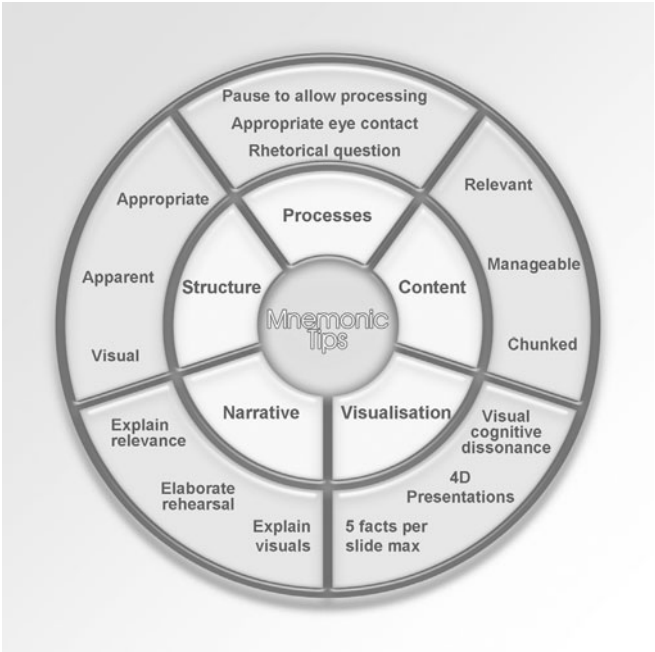 Pause to allow processing
Appropriate eye contact
Rhetorical question
Processes
Appropriate
Apparent
Visual
Structure
Mnemonic
Tips
Content
Relevant
Manageable
Chunked
Narrative
Visualisation
Explain
relevance
Elaborate
rehearsal
Explain
visuals
Visual
cognitive
dissonance
4D
Presentations
5 facts per
slide max